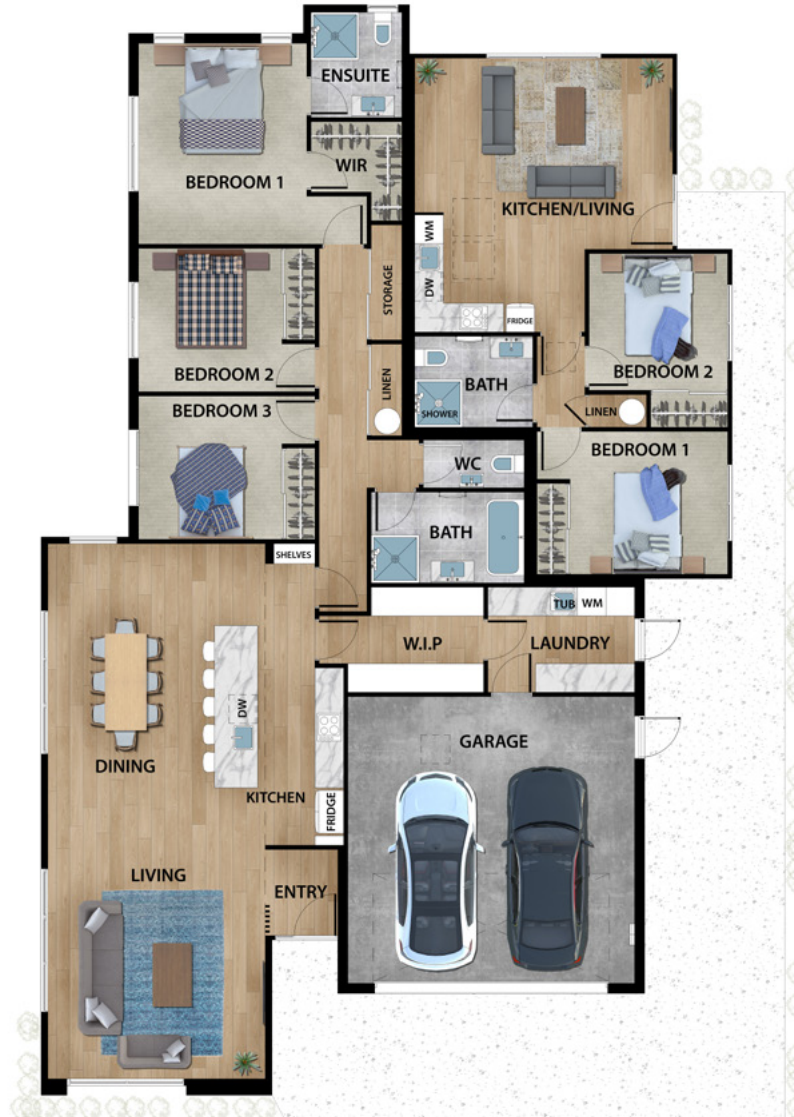 ENSUITE
WIR
BEDROOM 1
KITCHEN/LIVING
WM
DW
FRIDGE
STORAGE
BEDROOM 2
BEDROOM 2
LINEN
BATH
SHOWER
LINEN
BEDROOM 3
BEDROOM 1
WC
BATH
SHELVES
TUB WM
W.I.P
LAUNDRY
DW
DINING
KITCHEN
FRIDGE
GARAGE
LIVING
ENTRY